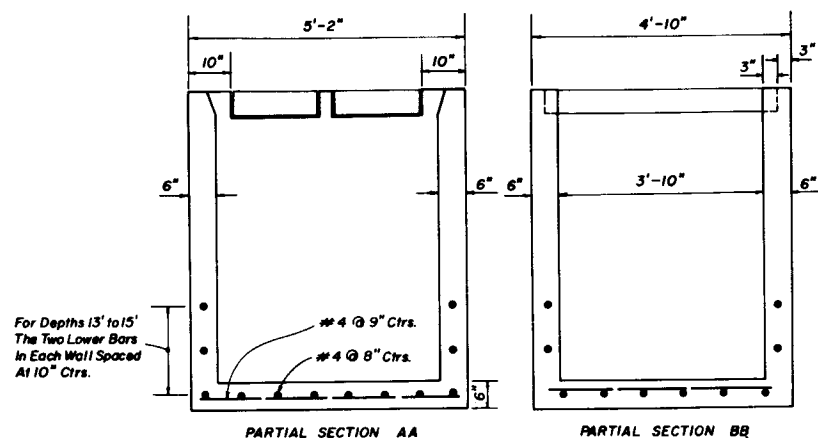 5'-2"
4'-10"
10"
10"
3"
3"
6"
6"
6"
3'-10"
6"
For Depths 13' to 15'
The Two Lower Bars
In Each Wall Spaced
At 10" Ctrs.
#4 @ 9" Ctrs.
#4 @ 8" Ctrs.
6"
PARTIAL SECTION AA
PARTIAL SECTION BB